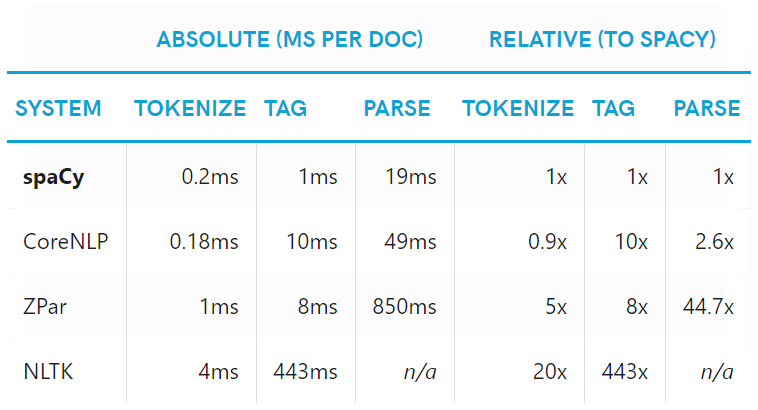 ABSOLUTE (MS PER DOC) RELATIVE (TO SPACY)
SYSTEM TOKENIZE TAG PARSE TOKENIZE TAG PARSE
spaCy 0.2ms 1ms 19ms 1x 1x 1x
CoreNLP 0.18ms 10ms 49ms 0.9x 10x 2.6x
ZPar 1ms 8ms 850ms 5x 8x 44.7x
NLTK 4ms 443ms n/a 20x 443x n/a